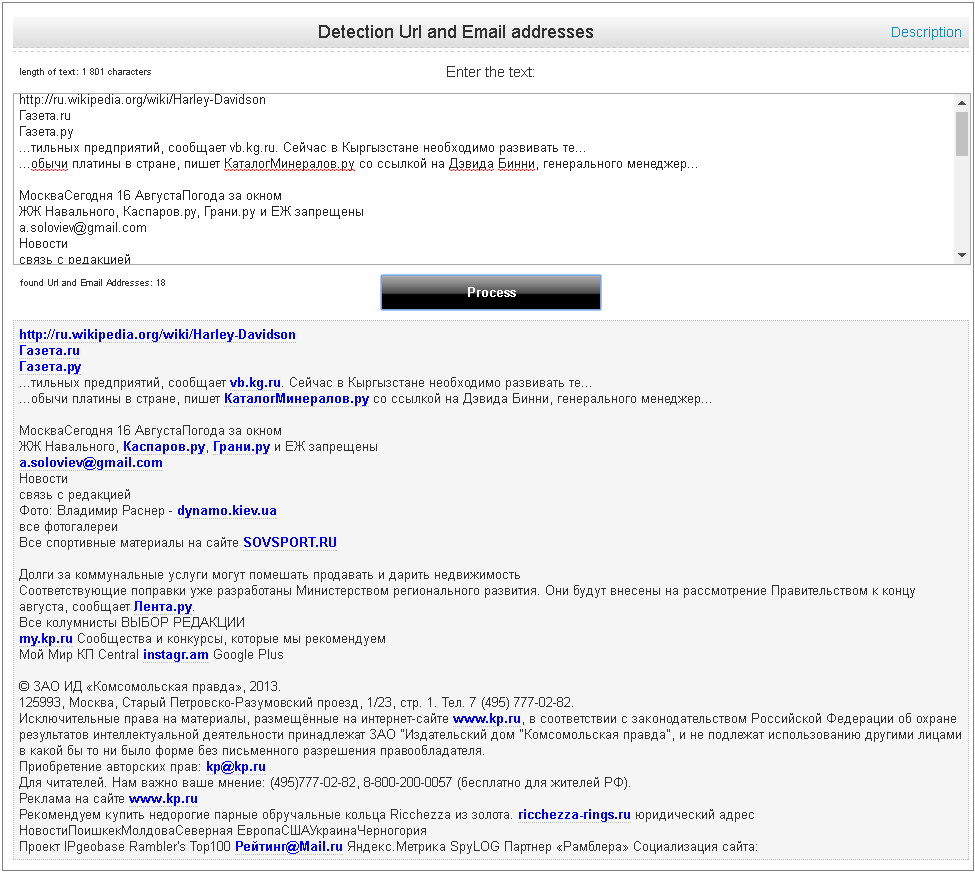 Detection Url and Email addresses
Description
length of text: 1 801 characters
Enter the text:
http://ru.wikipedia.org/wiki/Harley-Davidson
Газета.ru
Газета.ру
...тильных предприятий, сообщает vb.kg.ru. Сейчас в Кыргызстане необходимо развивать те...
...обычи платины в стране, пишет КаталогМинералов.ру со ссылкой на Дэвида Бинни, генерального менеджер...
МоскваСегодня 16 АвгустаПогода за окном
ЖЖ Навального, Каспаров.ру, Грани.ру и ЕЖ запрещены
a.soloviev@gmail.com
Новости
связь с редакцией
found Url and Email Addresses: 18
Process
http://ru.wikipedia.org/wiki/Harley-Davidson
Газета.ru
Газета.ру
...тильных предприятий, сообщает vb.kg.ru. Сейчас в Кыргызстане необходимо развивать те...
...обычи платины в стране, пишет КаталогМинералов.ру со ссылкой на Дэвида Бинни, генерального менеджер...
МоскваСегодня 16 АвгустаПогода за окном
ЖЖ Навального, Каспаров.ру, Грани.ру и ЕЖ запрещены
a.soloviev@gmail.com
Новости
связь с редакцией
Фото: Владимир Раснер - dynamo.kiev.ua
все фотогалереи
Все спортивные материалы на сайте SOVSPORT.RU
Долги за коммунальные услуги могут помешать продавать и дарить недвижимость
Соответствующие поправки уже разработаны Министерством регионального развития. Они будут внесены на рассмотрение Правительством к концу
августа, сообщает Лента.ру.
Все колумнисты ВЫБОР РЕДАКЦИИ
my.kp.ru Сообщества и конкурсы, которые мы рекомендуем
Мой Мир КП Central instagr.am Google Plus
© ЗАО ИД «Комсомольская правда», 2013.
125993, Москва, Старый Петровско-Разумовский проезд, 1/23, стр. 1. Тел. 7 (495) 777-02-82.
Исключительные права на материалы, размещённые на интернет-сайте www.kp.ru, в соответствии с законодательством Российской Федерации об охране
результатов интеллектуальной деятельности принадлежат ЗАО "Издательский дом "Комсомольская правда", и не подлежат использованию другими лицами
в какой бы то ни было форме без письменного разрешения правообладателя.
Приобретение авторских прав: kp@kp.ru
Для читателей. Нам важно ваше мнение: (495)777-02-82, 8-800-200-0057 (бесплатно для жителей РФ).
Реклама на сайте www.kp.ru
Рекомендуем купить недорогие парные обручальные кольца Ricchezza из золота. ricchezza-rings.ru юридический адрес
НовостиПоишкекМолдоваСеверная ЕвропаСШАУкраинаЧерногория
Проект IPgeobase Rambler's Top100 Рейтинг@Mail.ru Яндекс.Метрика SpyLOG Партнер «Рамблера» Социализация сайта: